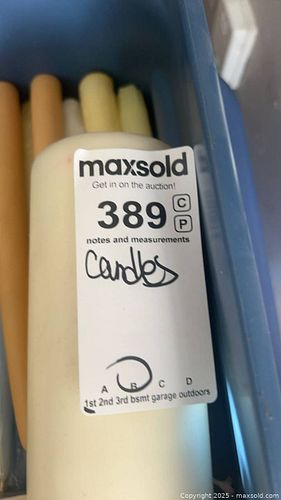 maxsold
Get in on the auction!
389 C
P
notes and measurements
Candles
A B C D
1st 2nd 3rd bsmt garage outdoors
Copyright © 2025 - maxsold.com